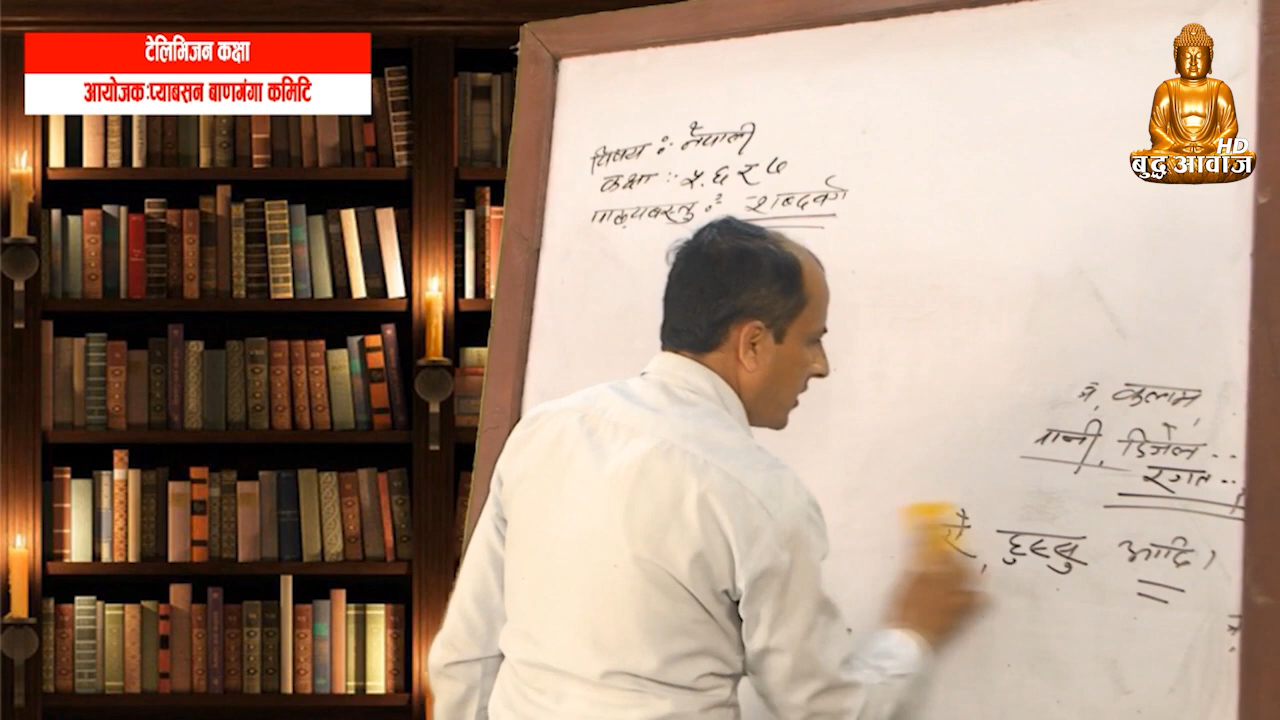 टेलिभिजन कक्षा
आयोजकःप्याब्सन बाणगंगा कमिटि
HD
बुद्ध आवाज
विषय : नेपाली
कक्षा : ५, ६ र ७
पाठ्यवस्तु : शब्दको
कलम,
पानी, डिजेल ..
रगत ..
आदि।